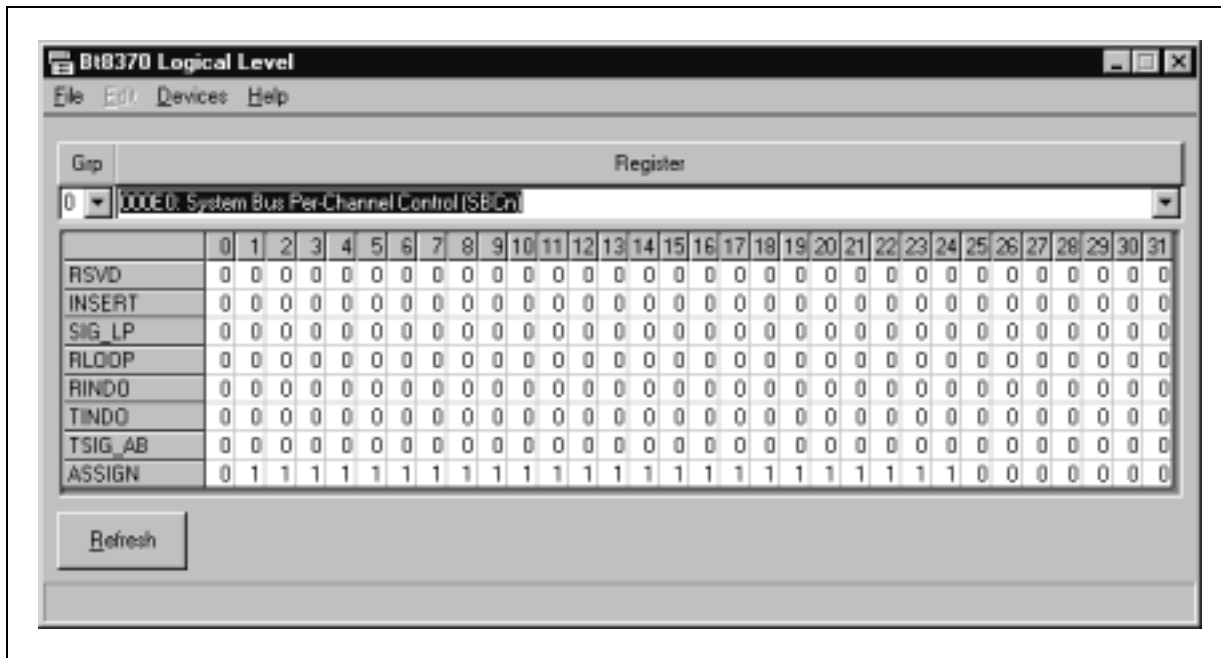 Bt8370 Logical Level
File Edit Devices Help
Grp Register
0 000E0: System Bus Per-Channel Control (SBCn)
0 1 2 3 4 5 6 7 8 9 10 11 12 13 14 15 16 17 18 19 20 21 22 23 24 25 26 27 28 29 30 31
RSVD 0 0 0 0 0 0 0 0 0 0 0 0 0 0 0 0 0 0 0 0 0 0 0 0 0 0 0 0 0 0 0 0
INSERT 0 0 0 0 0 0 0 0 0 0 0 0 0 0 0 0 0 0 0 0 0 0 0 0 0 0 0 0 0 0 0 0
SIG_LP 0 0 0 0 0 0 0 0 0 0 0 0 0 0 0 0 0 0 0 0 0 0 0 0 0 0 0 0 0 0 0 0
RLOOP 0 0 0 0 0 0 0 0 0 0 0 0 0 0 0 0 0 0 0 0 0 0 0 0 0 0 0 0 0 0 0 0
RINDO 0 0 0 0 0 0 0 0 0 0 0 0 0 0 0 0 0 0 0 0 0 0 0 0 0 0 0 0 0 0 0 0
TINDO 0 0 0 0 0 0 0 0 0 0 0 0 0 0 0 0 0 0 0 0 0 0 0 0 0 0 0 0 0 0 0 0
TSIG_AB 0 0 0 0 0 0 0 0 0 0 0 0 0 0 0 0 0 0 0 0 0 0 0 0 0 0 0 0 0 0 0 0
ASSIGN 0 1 1 1 1 1 1 1 1 1 1 1 1 1 1 1 1 1 1 1 1 1 1 1 1 0 0 0 0 0 0 0
Refresh